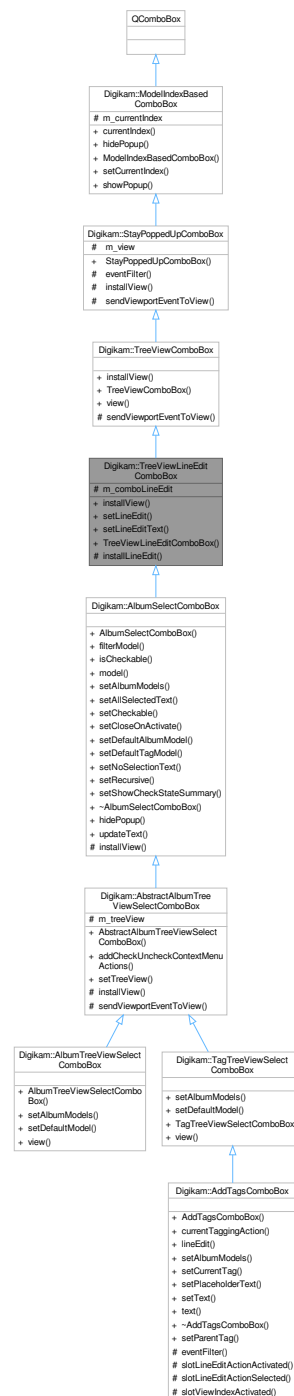 QComboBox
Digikam::ModelIndexBased
ComboBox
# m_currentIndex
+ currentIndex()
+ hidePopup()
+ ModelIndexBasedComboBox()
+ setCurrentIndex()
+ showPopup()
Digikam::StayPoppedUpComboBox
# m_view
+ StayPoppedUpComboBox()
# eventFilter()
# installView()
# sendViewportEventToView()
Digikam::TreeViewComboBox
+ installView()
+ TreeViewComboBox()
+ view()
# sendViewportEventToView()
Digikam::TreeViewLineEdit
ComboBox
# m_comboLineEdit
+ installView()
+ setLineEdit()
+ setLineEditText()
+ TreeViewLineEditComboBox()
# installLineEdit()
Digikam::AlbumSelectComboBox
+ AlbumSelectComboBox()
+ filterModel()
+ isCheckable()
+ model()
+ setAlbumModels()
+ setAllSelectedText()
+ setCheckable()
+ setCloseOnActivate()
+ setDefaultAlbumModel()
+ setDefaultTagModel()
+ setNoSelectionText()
+ setRecursive()
+ setShowCheckStateSummary()
+ ~AlbumSelectComboBox()
+ hidePopup()
+ updateText()
# installView()
Digikam::AbstractAlbumTree
ViewSelectComboBox
# m_treeView
+ AbstractAlbumTreeViewSelect
ComboBox()
+ addCheckUncheckContextMenu
Actions()
+ setTreeView()
# installView()
# sendViewportEventToView()
Digikam::AlbumTreeViewSelect
ComboBox
+ AlbumTreeViewSelectCombo
Box()
+ setAlbumModels()
+ setDefaultModel()
+ view()
Digikam::TagTreeViewSelect
ComboBox
+ setAlbumModels()
+ setDefaultModel()
+ TagTreeViewSelectComboBox
+ view()
Digikam::AddTagsComboBox
+ AddTagsComboBox()
+ currentTaggingAction()
+ lineEdit()
+ setAlbumModels()
+ setCurrentTag()
+ setPlaceholderText()
+ setText()
+ text()
+ ~AddTagsComboBox()
+ setParentTag()
# eventFilter()
# slotLineEditActionActivated()
# slotLineEditActionSelected()
# slotViewIndexActivated()